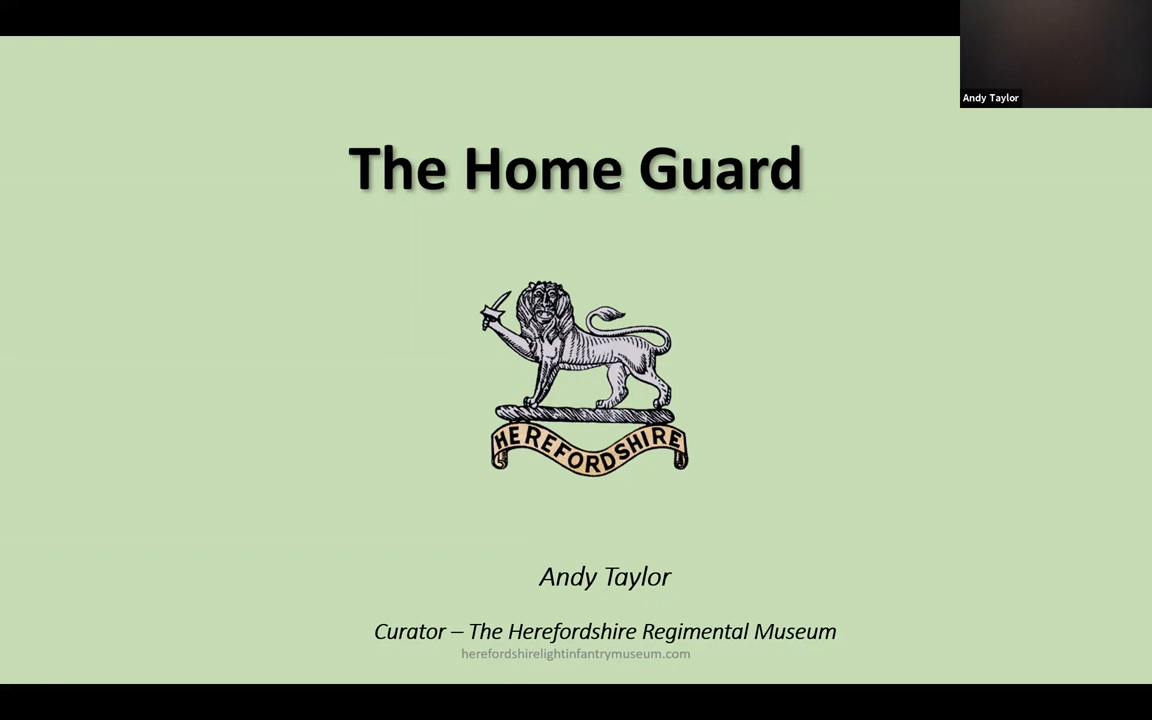 Andy Taylor
The Home Guard
HEREFORDSHIRE
Andy Taylor
Curator – The Herefordshire Regimental Museum
herefordshirelightinfantrymuseum.com